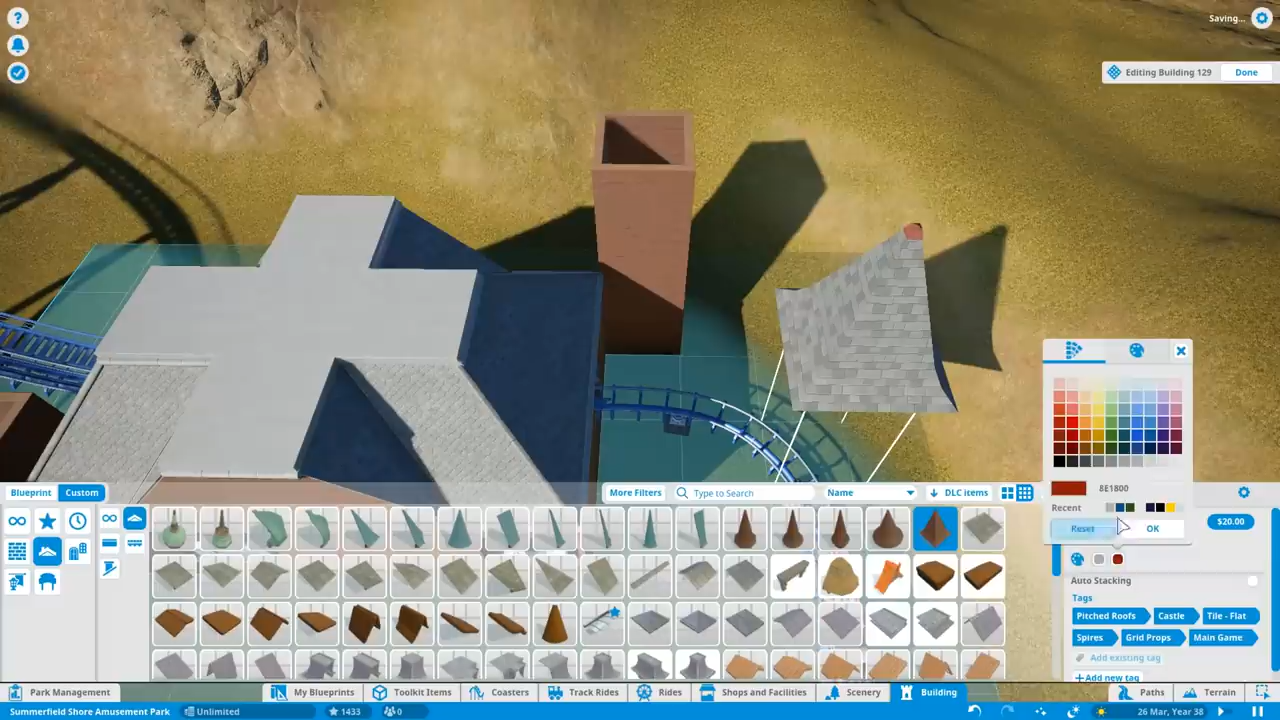 ?
Saving...
Editing Building 129
Done
8E1800
Recent
Reset
OK
Blueprint
Custom
More Filters
Type to Search
Name
DLC items
$20.00
Auto Stacking
Tags
Pitched Roofs
Castle
Tile - Flat
Spires
Grid Props
Main Game
Add existing tag
+Add new tag
Park Management
My Blueprints
Toolkit Items
Coasters
Track Rides
Rides
Shops and Facilities
Scenery
Building
Paths
Terrain
Summerfield Shore Amusement Park
Unlimited
1433
0
26 Mar, Year 38